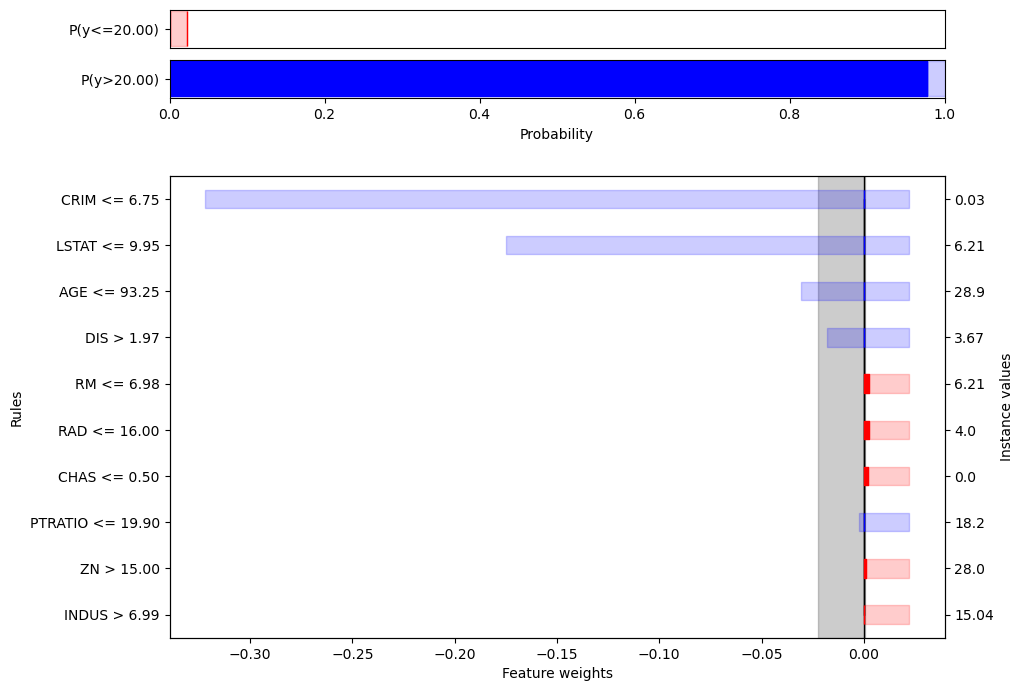 P(y<=20.00)
P(y>20.00)
0.0 0.2 0.4 0.6 0.8 1.0
Probability
CRIM <= 6.75 0.03
LSTAT <= 9.95 6.21
AGE <= 93.25 28.9
DIS > 1.97 3.67
RM <= 6.98 6.21
RAD <= 16.00 4.0
CHAS <= 0.50 0.0
PTRATIO <= 19.90 18.2
ZN > 15.00 28.0
INDUS > 6.99 15.04
Rules
Instance values
−0.30 −0.25 −0.20 −0.15 −0.10 −0.05 0.00
Feature weights